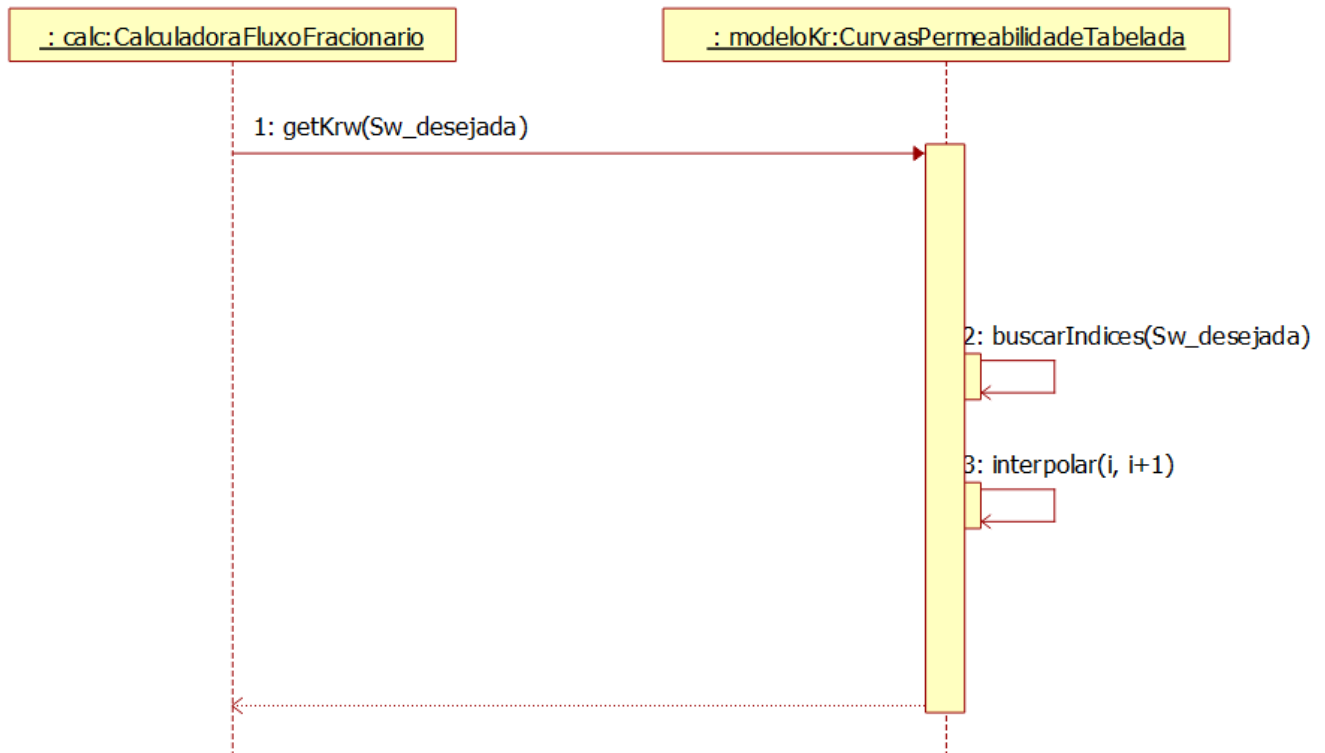 : calc:CalculadoraFluxoFracionario
: modeloKr:CurvasPermeabilidadeTabelada
1: getKrw(Sw_desejada)
2: buscarIndices(Sw_desejada)
3: interpolar(i, i+1)